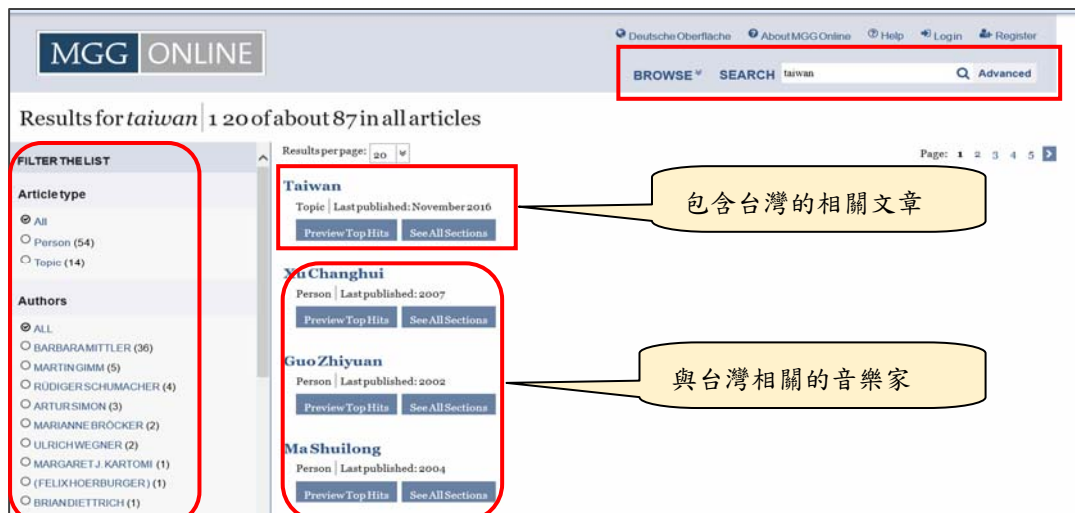 MGG ONLINE
Deutsche Oberfläche About MGG Online Help Login Register
BROWSE SEARCH taiwan Advanced
Results for taiwan | 1 20 of about 87 in all articles
FILTER THE LIST
Article type
All
Person (54)
Topic (14)
Authors
ALL
BARBARA MITTLER (36)
MARTIN GIMM (5)
RÜDIGER SCHUMACHER (4)
ARTUR SIMON (3)
MARIANNE BRÖCKER (2)
ULRICH WEGNER (2)
MARGARET J. KARTOMI (1)
(FELIX HOERBURGER) (1)
BRIAN DIETTRICH (1)
Results per page: 20
Page: 1 2 3 4 5
Taiwan
Topic | Last published: November 2016
Preview Top Hits See All Sections
包含台灣的相關文章
Xu Changhui
Person | Last published: 2007
Preview Top Hits See All Sections
Guo Zhiyuan
Person | Last published: 2002
Preview Top Hits See All Sections
與台灣相關的音樂家
Ma Shuilong
Person | Last published: 2004
Preview Top Hits See All Sections